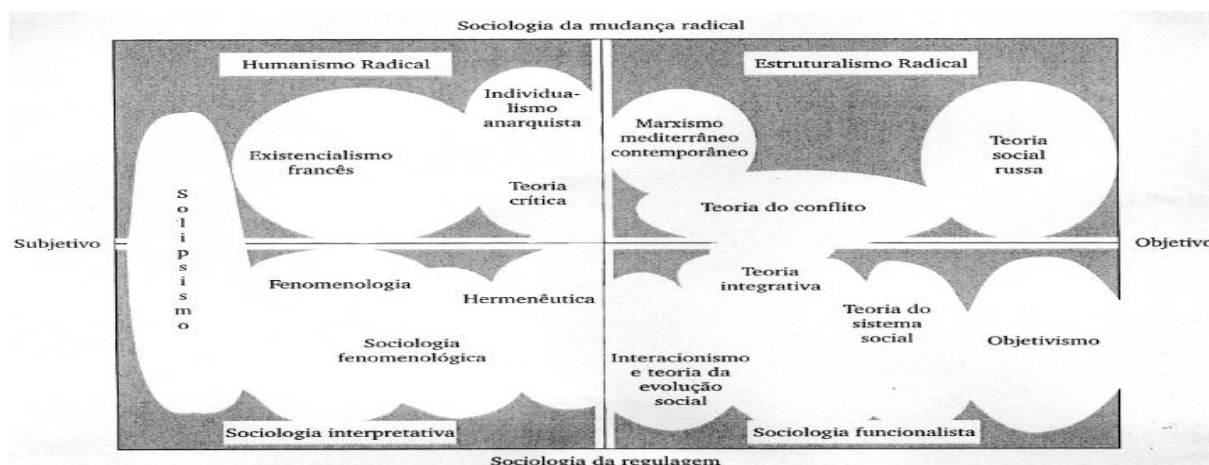 Sociologia da mudança radical
Humanismo Radical
Estruturalismo Radical
Individua-
lismo
anarquista
Existencialismo
francês
Teoria
crítica
Marxismo
mediterrâneo
contemporâneo
Teoria
social
russa
Teoria do conflito
Solipsismo
Subjetivo
Objetivo
Fenomenologia
Hermenêutica
Sociologia
fenomenológica
Teoria
integrativa
Teoria do
sistema
social
Objetivismo
Interacionismo
e teoria da
evolução
social
Sociologia interpretativa
Sociologia funcionalista
Sociologia da regulagem